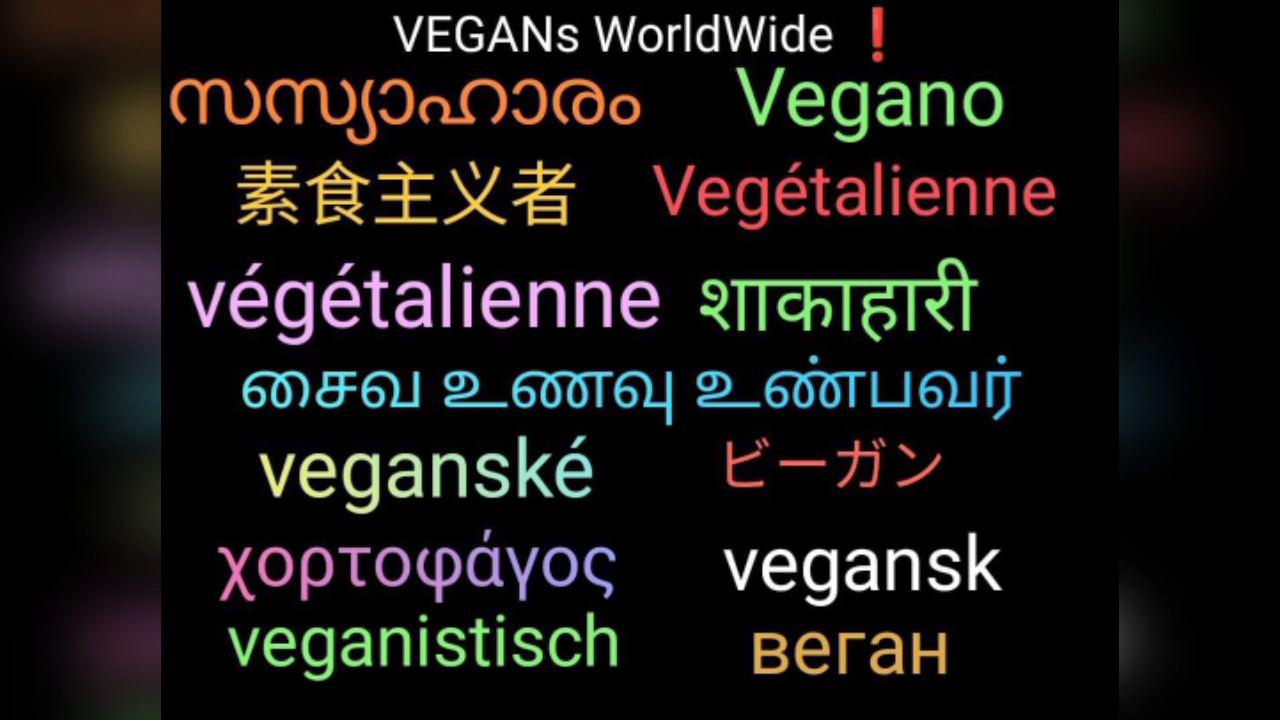 VEGANs WorldWide ❗
സസ്യാഹാരം Vegano
素食主义者 Vegétalienne
végétalienne शाकाहारी
சைவ உணவு உண்பவர்
veganské ビーガン
χορτοφάγος vegansk
veganistisch веган